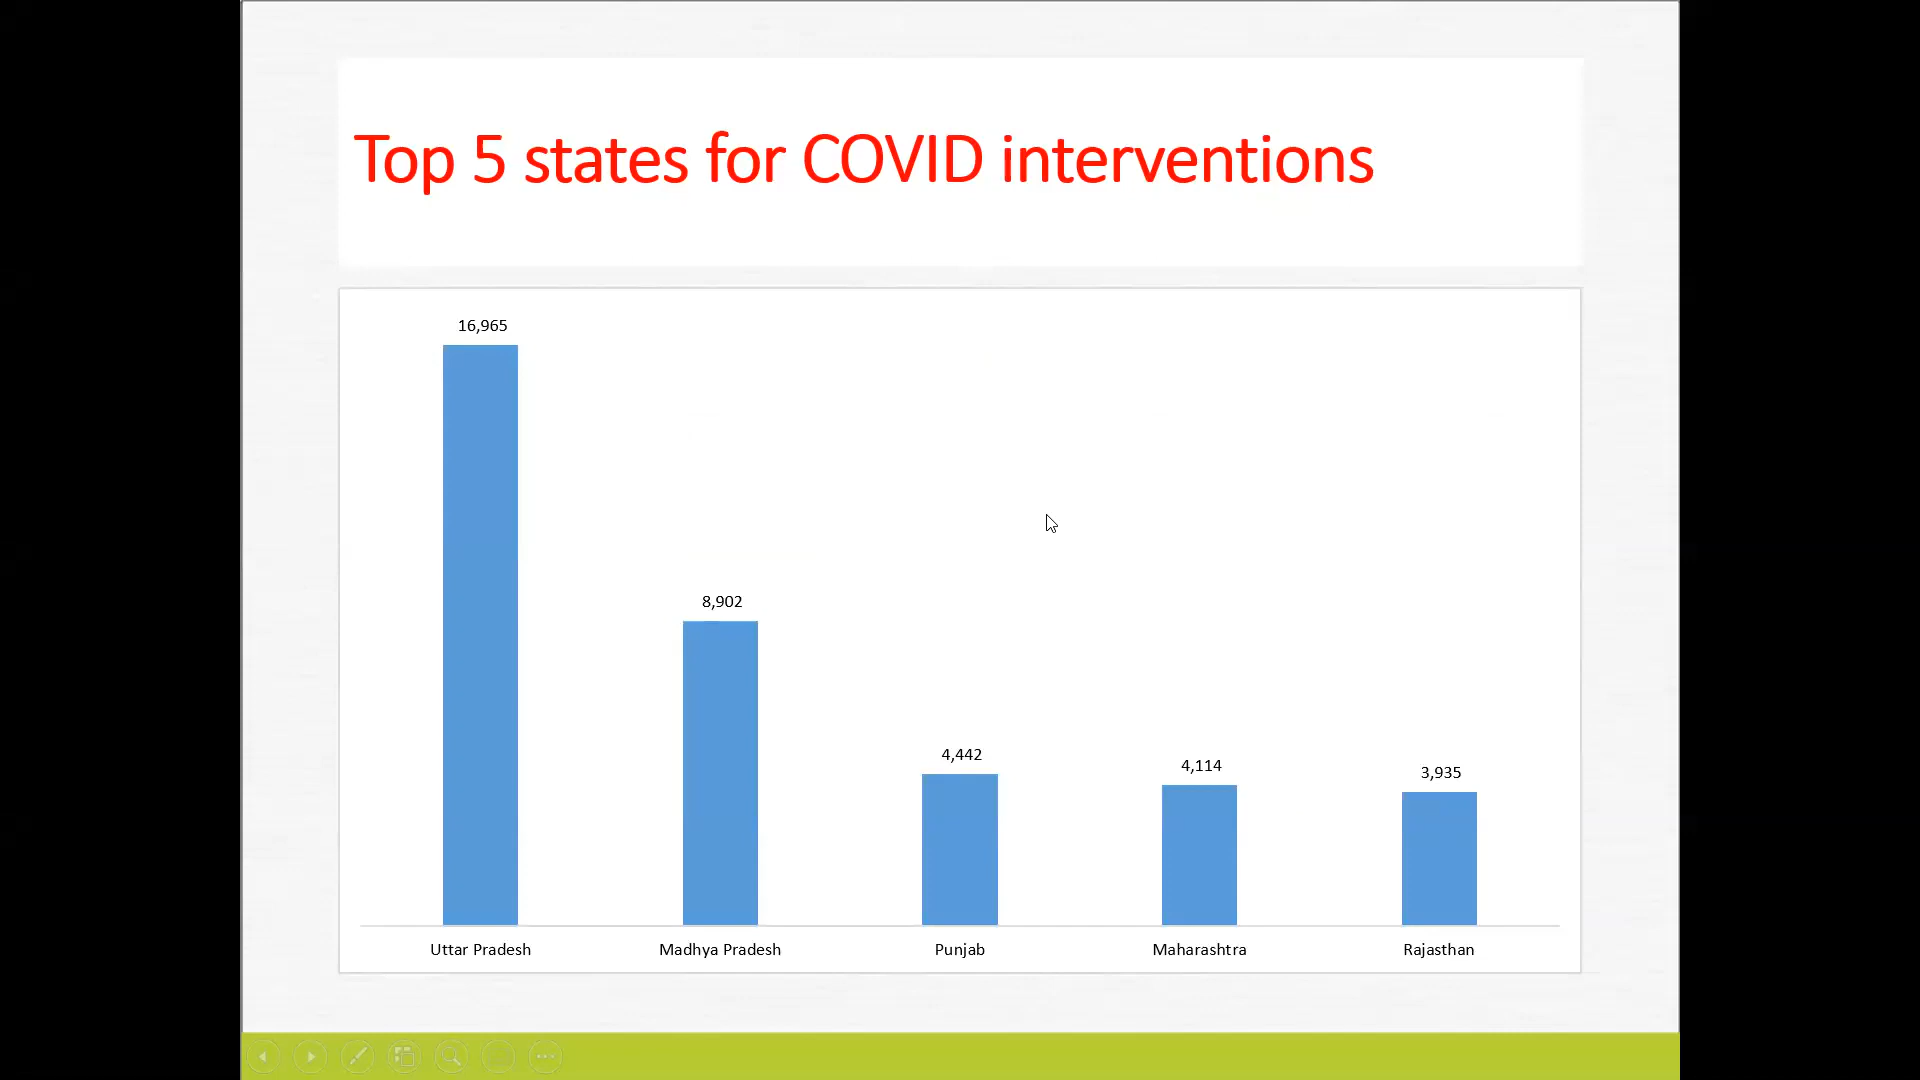 Top 5 states for COVID interventions
16,965
8,902
4,442
4,114
3,935
Uttar Pradesh
Madhya Pradesh
Punjab
Maharashtra
Rajasthan